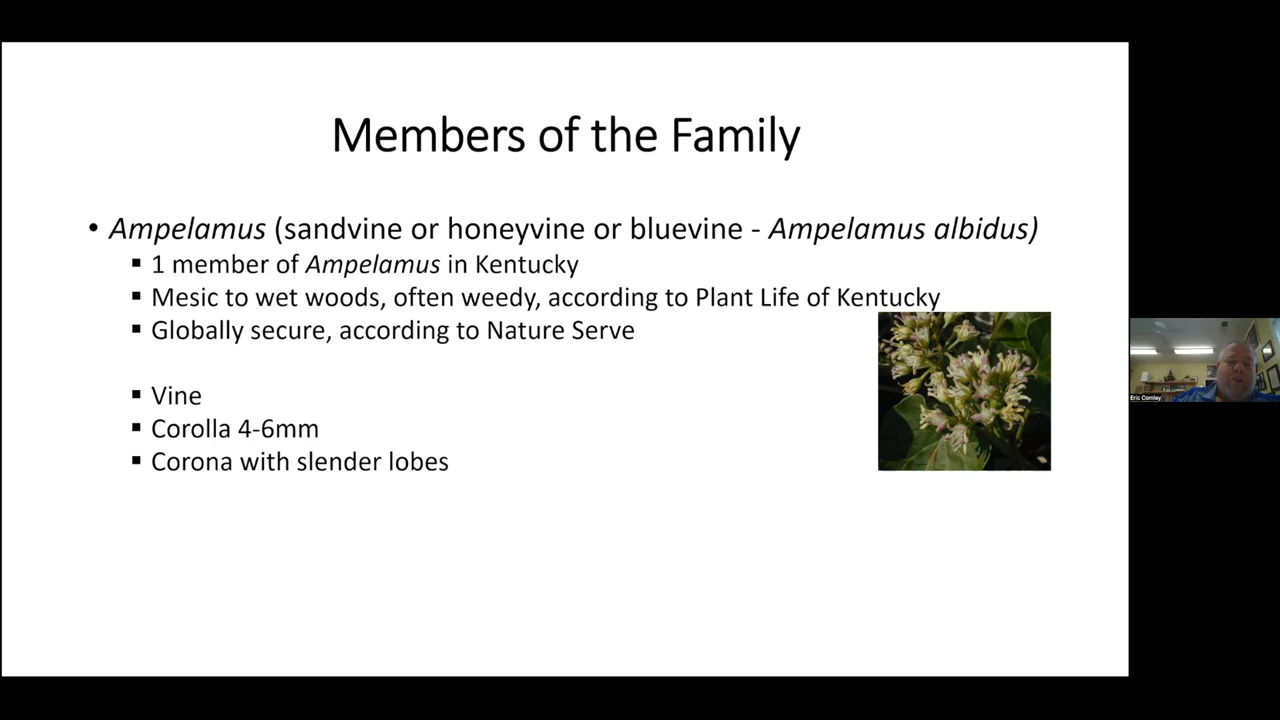 Members of the Family
• Ampelamus (sandvine or honeyvine or bluevine - Ampelamus albidus)
▪ 1 member of Ampelamus in Kentucky
▪ Mesic to wet woods, often weedy, according to Plant Life of Kentucky
▪ Globally secure, according to Nature Serve
▪ Vine
▪ Corolla 4-6mm
▪ Corona with slender lobes
Eric Comley